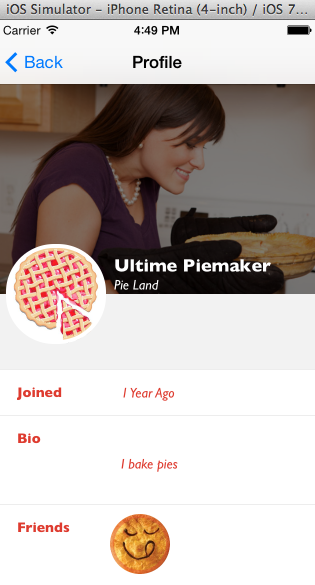 iOS Simulator - iPhone Retina (4-inch) / iOS 7...
Carrier 4:49 PM
Back Profile
Ultime Piemaker
Pie Land
Joined 1 Year Ago
Bio
I bake pies
Friends